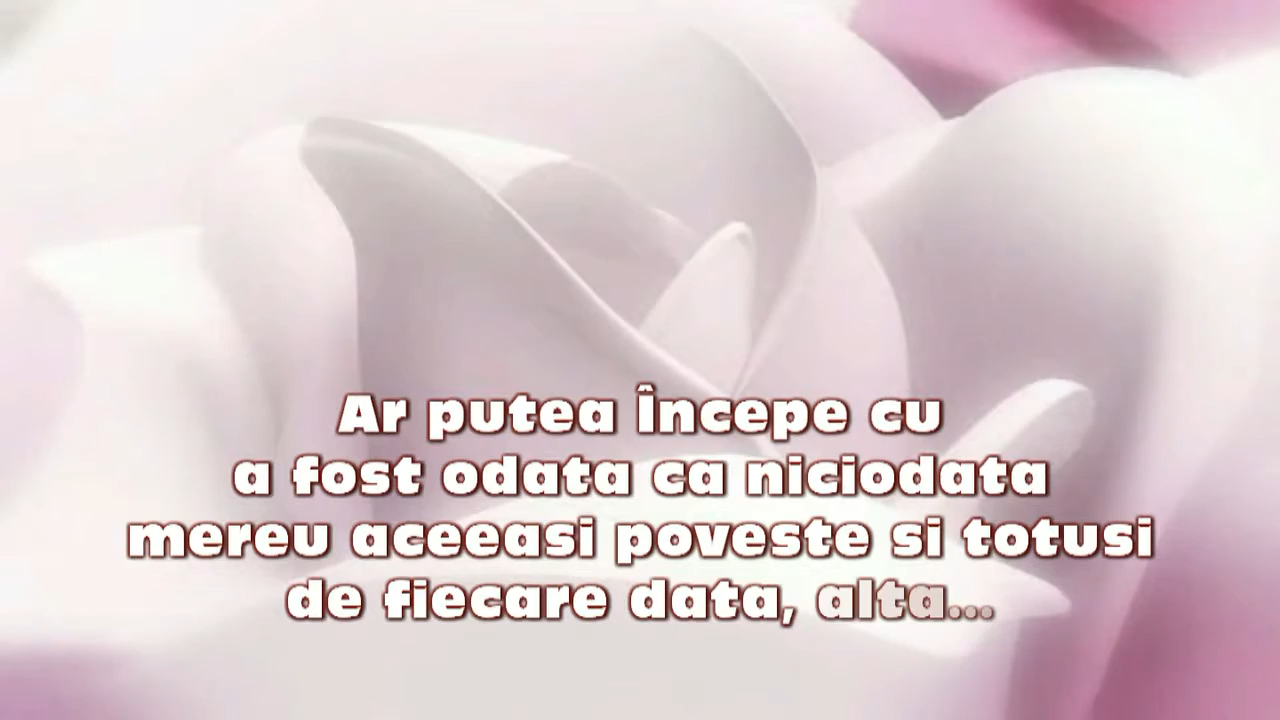 Ar putea Începe cu
a fost odata ca niciodata
mereu aceeasi poveste si totusi
de fiecare data, alta...